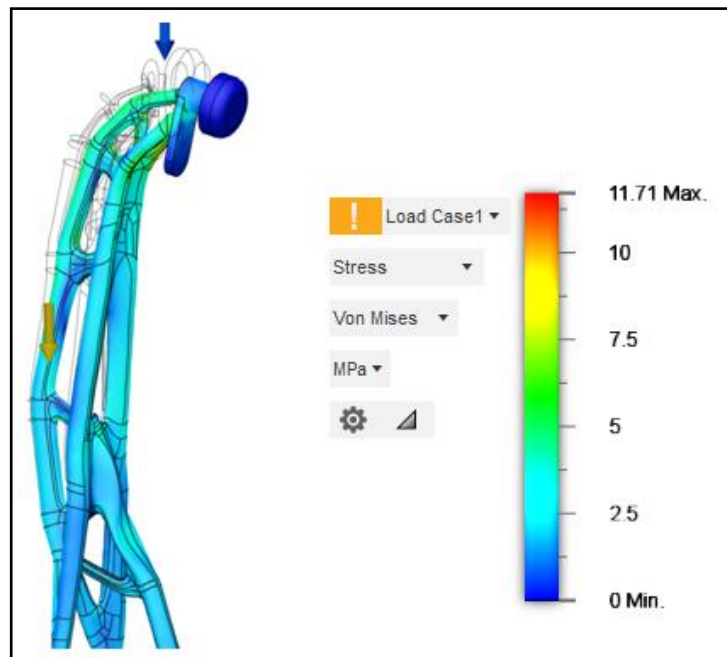 ! Load Case1
Stress
Von Mises
MPa
11.71 Max.
10
7.5
5
2.5
0 Min.